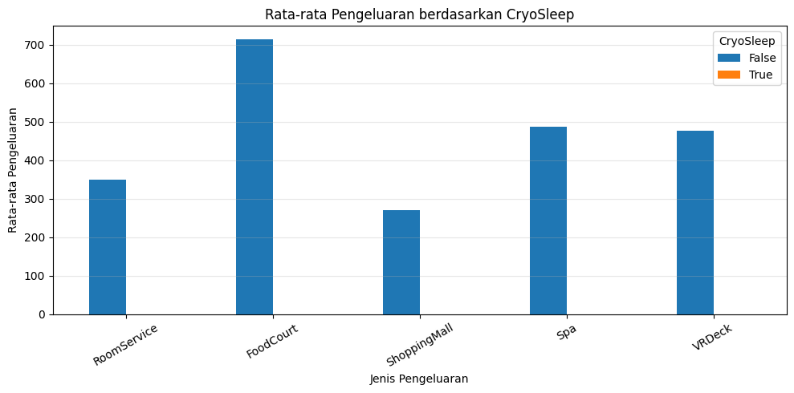 Rata-rata Pengeluaran berdasarkan CryoSleep
CryoSleep
False
True
Rata-rata Pengeluaran
700
600
500
400
300
200
100
0
RoomService
FoodCourt
ShoppingMall
Spa
VRDeck
Jenis Pengeluaran